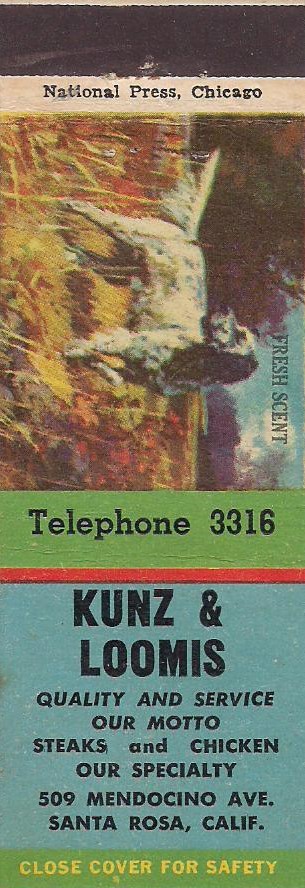 National Press, Chicago
FRESH SCENT
Telephone 3316
KUNZ &
LOOMIS
QUALITY AND SERVICE
OUR MOTTO
STEAKS and CHICKEN
OUR SPECIALTY
509 MENDOCINO AVE.
SANTA ROSA, CALIF.
CLOSE COVER FOR SAFETY